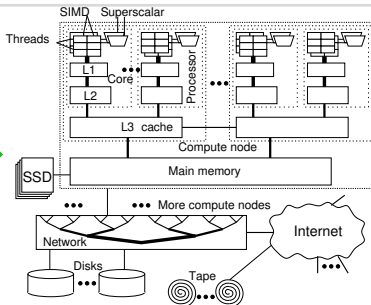 SIMD Superscalar
Threads
L1
Core
Processor
L2
L3 cache
Compute node
SSD
Main memory
More compute nodes
Network
Internet
Disks
Tape